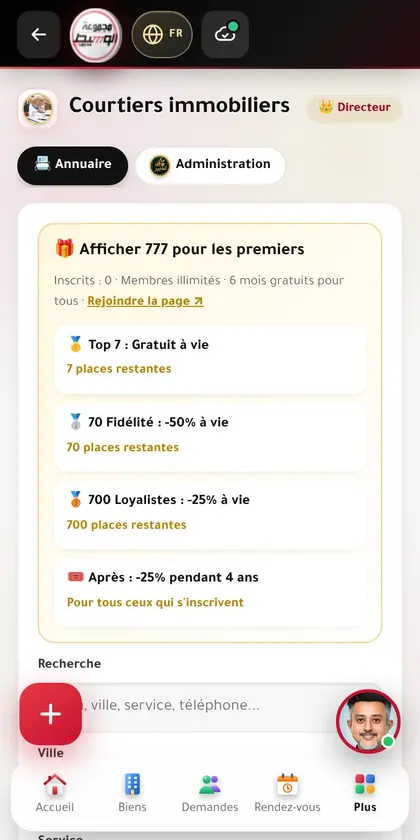 مجموعة
الوسيط
FR
Courtiers immobiliers
Directeur
Annuaire
Administration
Afficher 777 pour les premiers
Inscrits : 0 · Membres illimités · 6 mois gratuits pour
tous · Rejoindre la page ↗
Top 7 : Gratuit à vie
7 places restantes
70 Fidélité : -50% à vie
70 places restantes
700 Loyalistes : -25% à vie
700 places restantes
Après : -25% pendant 4 ans
Pour tous ceux qui s'inscrivent
Recherche
, ville, service, téléphone...
Ville
Accueil
Biens
Demandes
Rendez-vous
Plus
Service